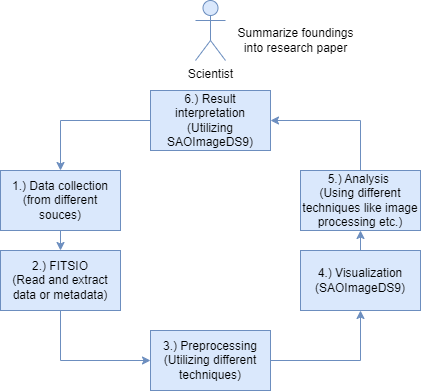 Summarize foundings
into research paper
Scientist
6.) Result
interpretation
(Utilizing
SAOImageDS9)
1.) Data collection
(from different
souces)
5.) Analysis
(Using different
techniques like image
processing etc.)
2.) FITSIO
(Read and extract
data or metadata)
4.) Visualization
(SAOImageDS9)
3.) Preprocessing
(Utilizing different
techniques)